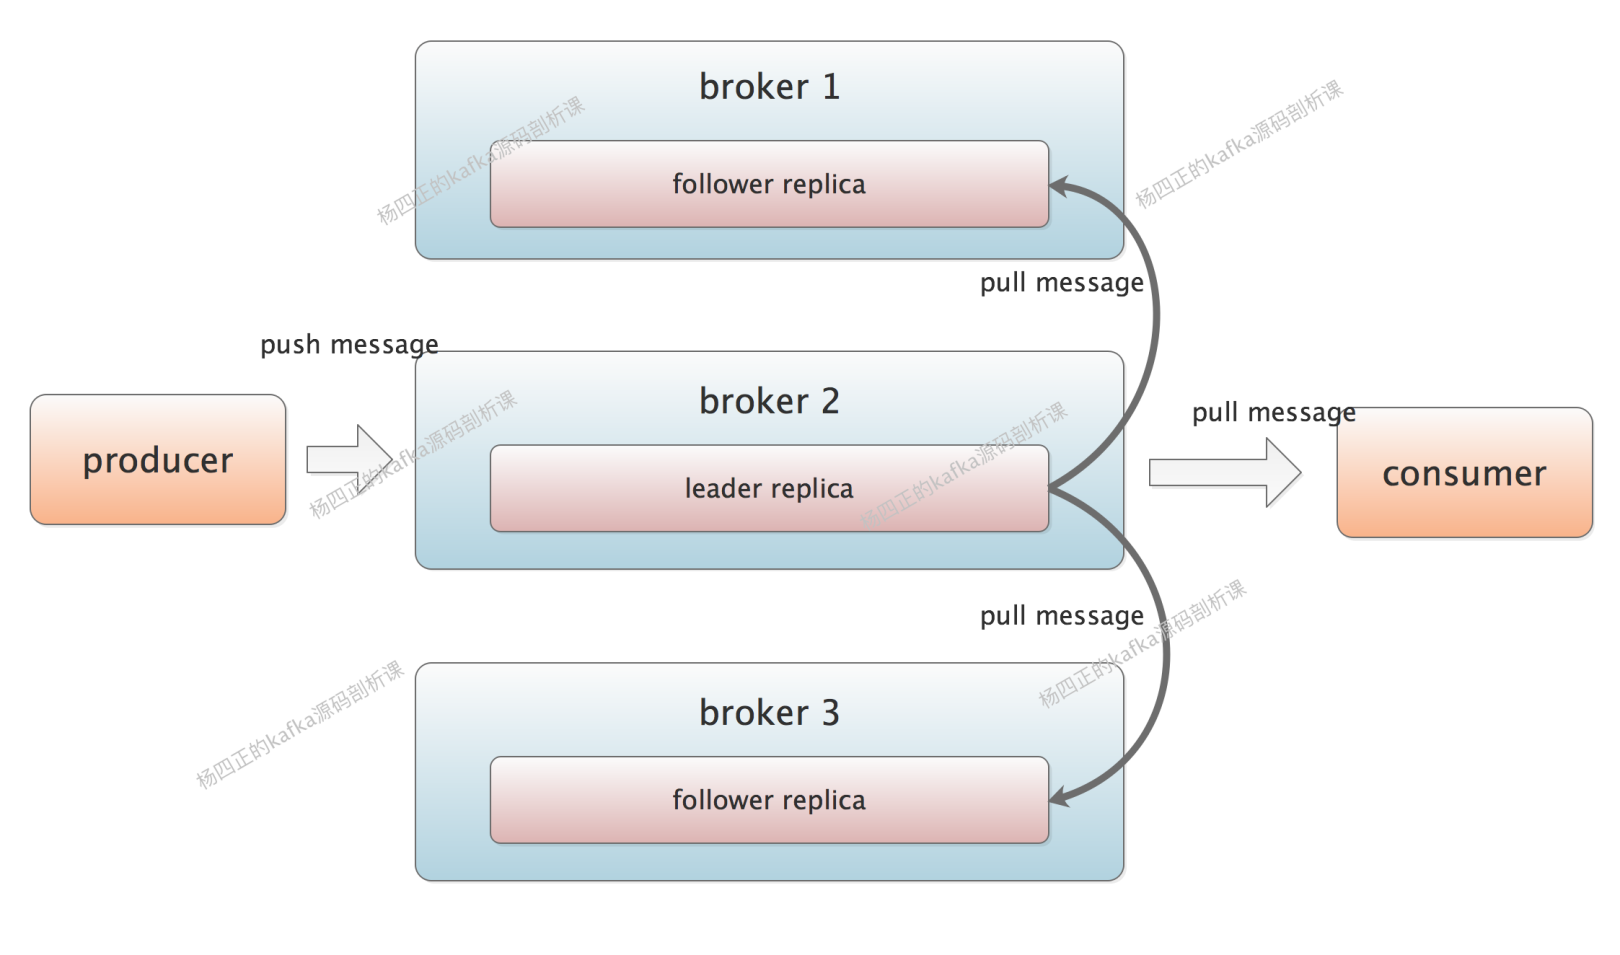 broker 1
follower replica
pull message
push message
broker 2
leader replica
producer
pull message
consumer
pull message
broker 3
follower replica
杨四正的kafka源码剖析课
杨四正的kafka源码剖析课
杨四正的kafka源码剖析课
杨四正的kafka源码剖析课
杨四正的kafka源码剖析课
杨四正的kafka源码剖析课